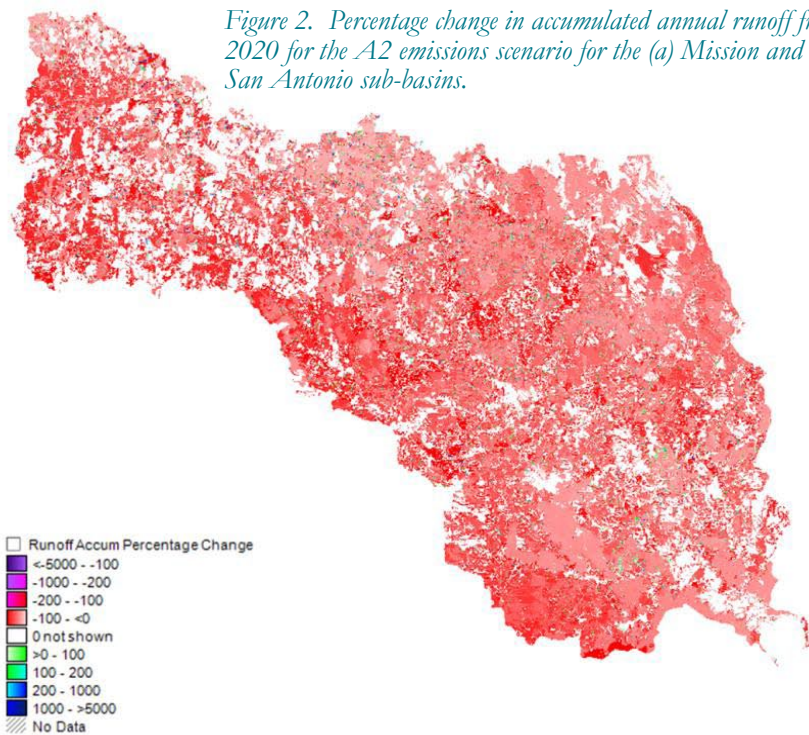 Figure 2. Percentage change in accumulated annual runoff
2020 for the A2 emissions scenario for the (a) Mission and
San Antonio sub-basins.
Runoff Accum Percentage Change
<-5000 - -100
-1000 - -200
-200 - -100
-100 - <0
0 not shown
>0 - 100
100 - 200
200 - 1000
1000 - >5000
No Data